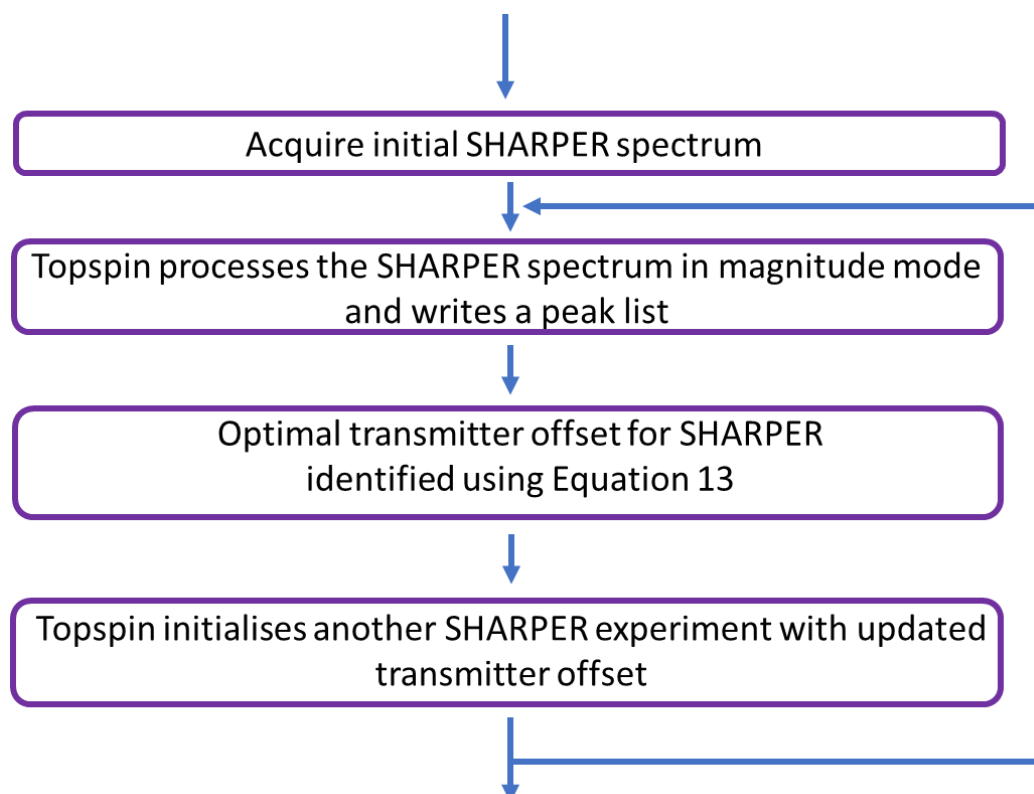 Acquire initial SHARPER spectrum
Topspin processes the SHARPER spectrum in magnitude mode
and writes a peak list
Optimal transmitter offset for SHARPER
identified using Equation 13
Topspin initialises another SHARPER experiment with updated
transmitter offset